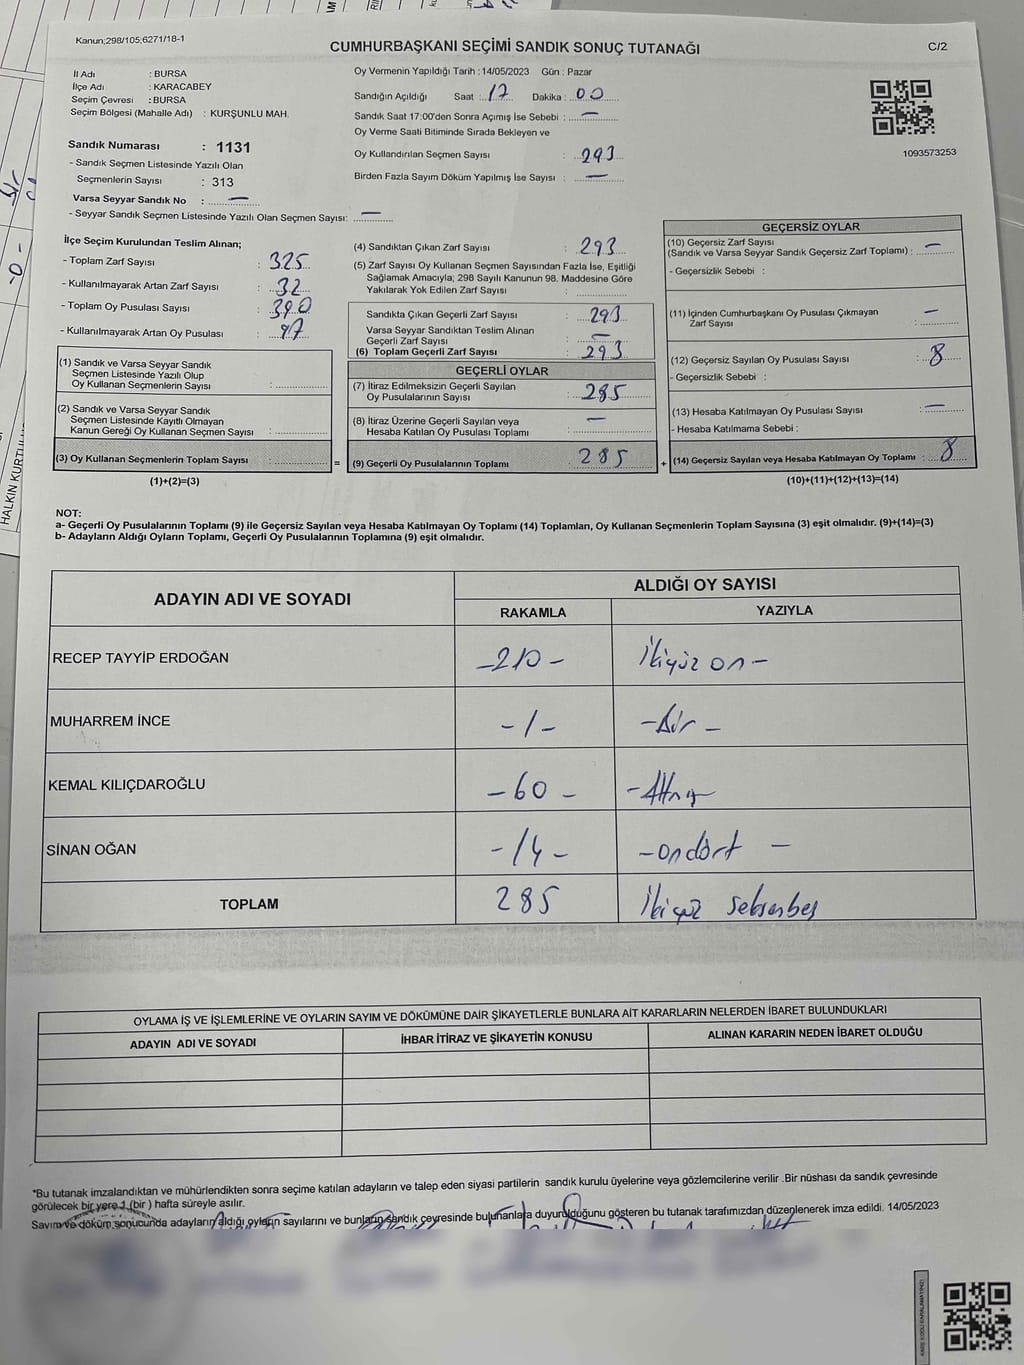 Kanun;298/105;6271/18-1
CUMHURBAŞKANI SEÇİMİ SANDIK SONUÇ TUTANAĞI
C/2
İl Adı : BURSA
İlçe Adı : KARACABEY
Seçim Çevresi : BURSA
Seçim Bölgesi (Mahalle Adı) : KURŞUNLU MAH.
Sandık Numarası : 1131
- Sandık Seçmen Listesinde Yazılı Olan
Seçmenlerin Sayısı : 313
Varsa Seyyar Sandık No : —
- Seyyar Sandık Seçmen Listesinde Yazılı Olan Seçmen Sayısı: —
Oy Vermenin Yapıldığı Tarih : 14/05/2023 Gün : Pazar
Sandığın Açıldığı Saat : 17 Dakika : 00
Sandık Saat 17:00'den Sonra Açımış İse Sebebi : —
Oy Verme Saati Bitiminde Sırada Bekleyen ve
Oy Kullandırılan Seçmen Sayısı : 293
Birden Fazla Sayım Döküm Yapılmış İse Sayısı : —
1093573253
İlçe Seçim Kurulundan Teslim Alınan;
- Toplam Zarf Sayısı : 325
- Kullanılmayarak Artan Zarf Sayısı : 32
- Toplam Oy Pusulası Sayısı : 390
- Kullanılmayarak Artan Oy Pusulası : 97
(1) Sandık ve Varsa Seyyar Sandık
Seçmen Listesinde Yazılı Olup
Oy Kullanan Seçmenlerin Sayısı :
(2) Sandık ve Varsa Seyyar Sandık
Seçmen Listesinde Kayıtlı Olmayan
Kanun Gereği Oy Kullanan Seçmen Sayısı :
(3) Oy Kullanan Seçmenlerin Toplam Sayısı :
(1)+(2)=(3)
=
(4) Sandıktan Çıkan Zarf Sayısı : 293
(5) Zarf Sayısı Oy Kullanan Seçmen Sayısından Fazla İse, Eşitliği
Sağlamak Amacıyla; 298 Sayılı Kanunun 98. Maddesine Göre
Yakılarak Yok Edilen Zarf Sayısı :
Sandıkta Çıkan Geçerli Zarf Sayısı : 293
Varsa Seyyar Sandıktan Teslim Alınan
Geçerli Zarf Sayısı : —
(6) Toplam Geçerli Zarf Sayısı : 293
GEÇERLİ OYLAR
(7) İtiraz Edilmeksizin Geçerli Sayılan
Oy Pusulalarının Sayısı : 285
(8) İtiraz Üzerine Geçerli Sayılan veya
Hesaba Katılan Oy Pusulası Toplamı : —
(9) Geçerli Oy Pusulalarının Toplamı : 285
+
GEÇERSİZ OYLAR
(10) Geçersiz Zarf Sayısı
(Sandık ve Varsa Seyyar Sandık Geçersiz Zarf Toplamı) : —
- Geçersizlik Sebebi :
(11) İçinden Cumhurbaşkanı Oy Pusulası Çıkmayan
Zarf Sayısı : —
(12) Geçersiz Sayılan Oy Pusulası Sayısı : 8
- Geçersizlik Sebebi :
(13) Hesaba Katılmayan Oy Pusulası Sayısı : —
- Hesaba Katılmama Sebebi :
(14) Geçersiz Sayılan veya Hesaba Katılmayan Oy Toplamı : 8
(10)+(11)+(12)+(13)=(14)
NOT:
a- Geçerli Oy Pusulalarının Toplamı (9) ile Geçersiz Sayılan veya Hesaba Katılmayan Oy Toplamı (14) Toplamları, Oy Kullanan Seçmenlerin Toplam Sayısına (3) eşit olmalıdır. (9)+(14)=(3)
b- Adayların Aldığı Oyların Toplamı, Geçerli Oy Pusulalarının Toplamına (9) eşit olmalıdır.
ADAYIN ADI VE SOYADI
ALDIĞI OY SAYISI
RAKAMLA YAZIYLA
RECEP TAYYİP ERDOĞAN -210- İkiyüz on -
MUHARREM İNCE -1- -Bir-
KEMAL KILIÇDAROĞLU -60- -Altmış
SİNAN OĞAN -14- -ondört -
TOPLAM 285 İkiyüz seksenbeş
OYLAMA İŞ VE İŞLEMLERİNE VE OYLARIN SAYIM VE DÖKÜMÜNE DAİR ŞİKAYETLERLE BUNLARA AİT KARARLARIN NELERDEN İBARET BULUNDUKLARI
ADAYIN ADI VE SOYADI İHBAR İTİRAZ VE ŞİKAYETİN KONUSU ALINAN KARARIN NEDEN İBARET OLDUĞU
*Bu tutanak imzalandıktan ve mühürlendikten sonra seçime katılan adayların ve talep eden siyasi partilerin sandık kurulu üyelerine veya gözlemcilerine verilir .Bir nüshası da sandık çevresinde
görülecek bir yere 1 (bir ) hafta süreyle asılır.
Sayım ve döküm sonucunda adayların aldığı oyların sayılarını ve bunların sandık çevresinde bulunanlara duyurulduğunu gösteren bu tutanak tarafımızdan düzenlenerek imza edildi. 14/05/2023